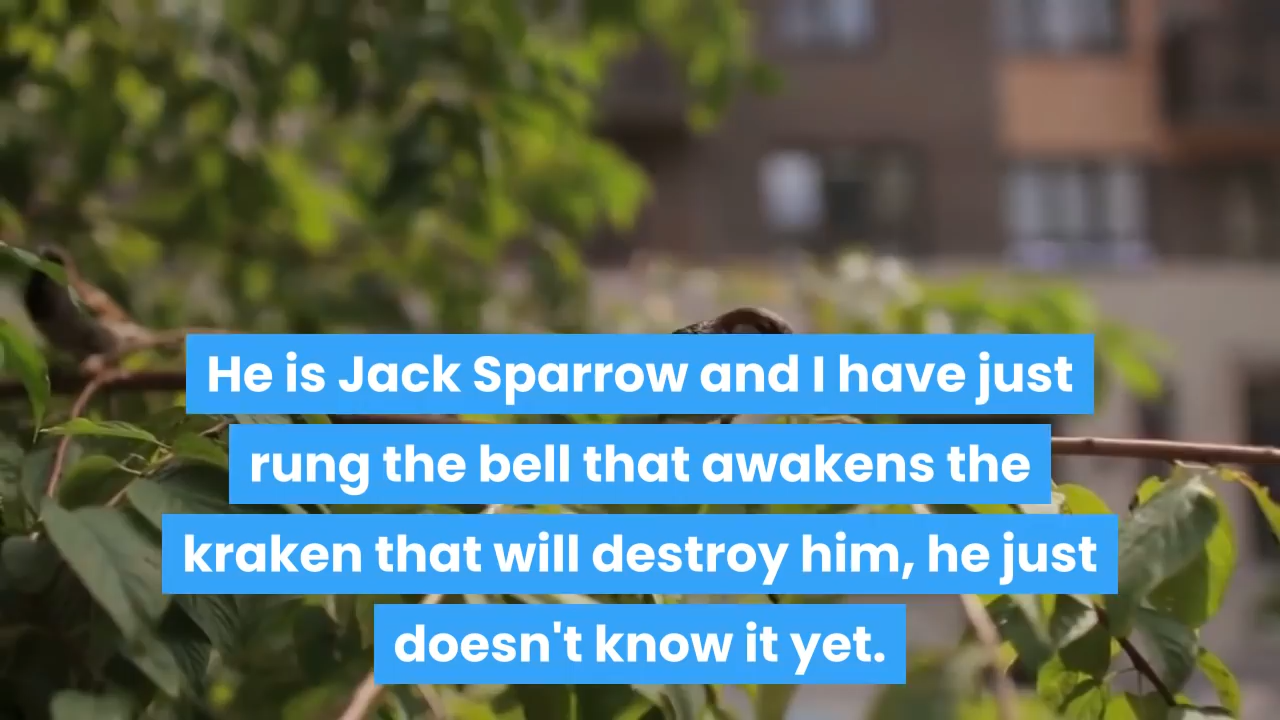 He is Jack Sparrow and I have just
rung the bell that awakens the
kraken that will destroy him, he just
doesn't know it yet.